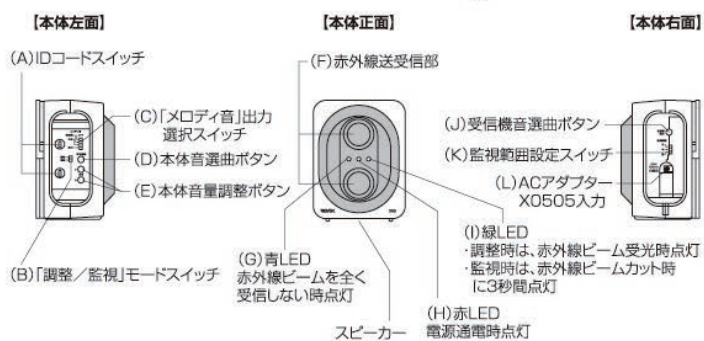 【本体左面】
(A)IDコードスイッチ
(C)「メロディ音」出力
選択スイッチ
(D)本体音選曲ボタン
(E)本体音量調整ボタン
(B)「調整／監視」モードスイッチ
【本体正面】
(F)赤外線送受信部
(G)青LED
赤外線ビームを全く
受信しない時点灯
スピーカー
(H)赤LED
電源通電時点灯
(I)緑LED
・調整時は、赤外線ビーム受光時点灯
・監視時は、赤外線ビームカット時
に3秒間点灯
【本体右面】
(J)受信機音選曲ボタン
(K)監視範囲設定スイッチ
(L)ACアダプター
X0505入力